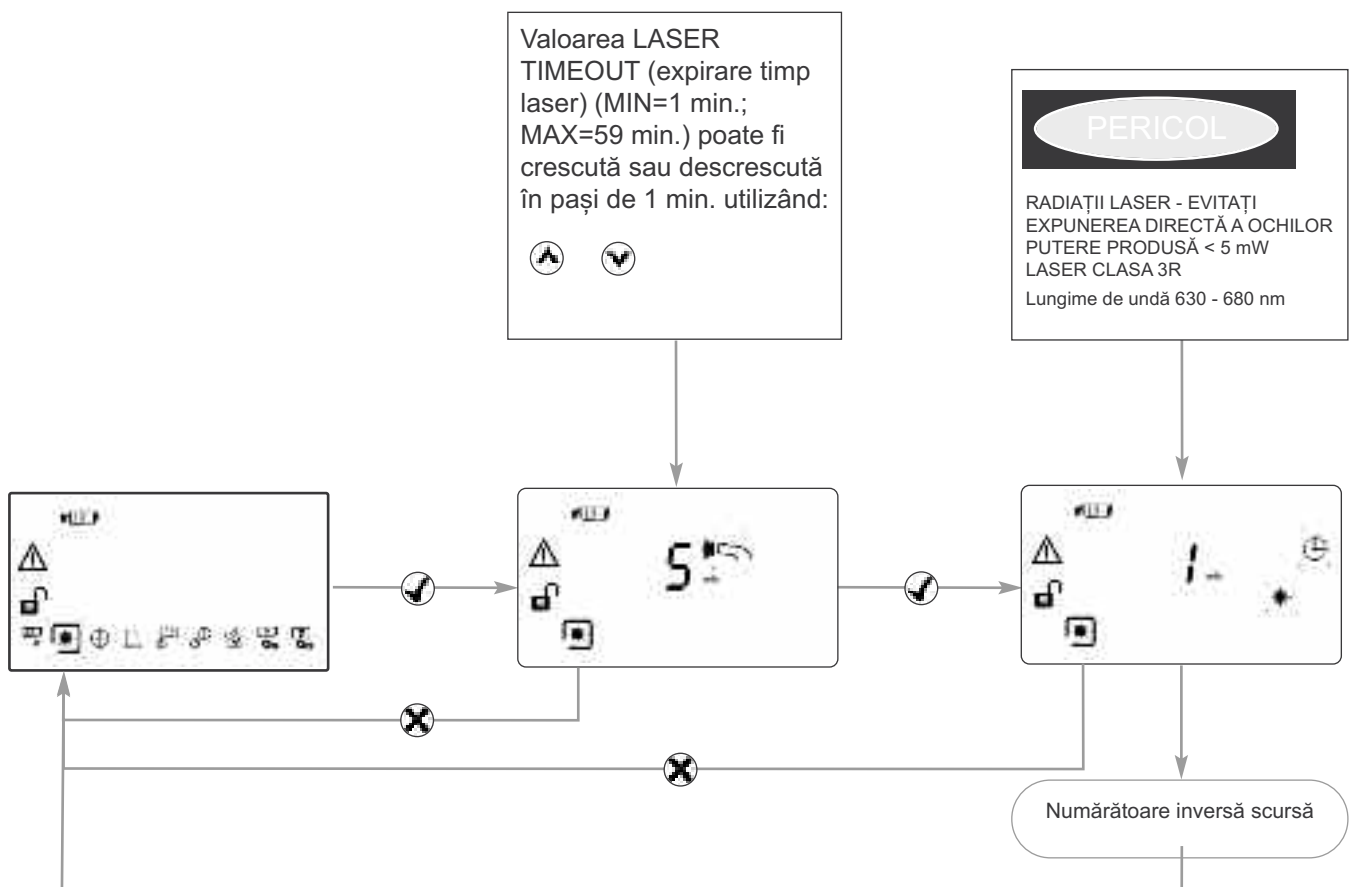 Valoarea LASER
TIMEOUT (expirare timp
laser) (MIN=1 min.;
MAX=59 min.) poate fi
crescută sau descrescută
în pași de 1 min. utilizând:
PERICOL
RADIAȚII LASER - EVITAȚI
EXPUNEREA DIRECTĂ A OCHILOR
PUTERE PRODUSĂ < 5 mW
LASER CLASA 3R
Lungime de undă 630 - 680 nm
5
1
Numărătoare inversă scursă